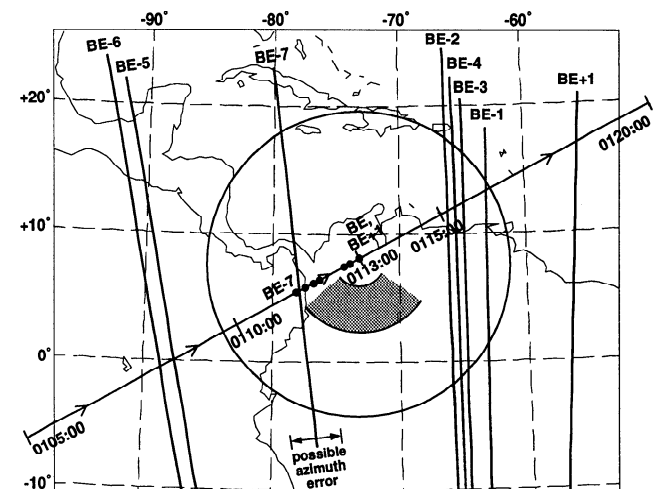 -90° -80° -70° -60°
BE-6
BE-5
BE-7
BE-2
BE-4
BE-3
BE-1
BE+1
+20°
0120:00
+10°
BE,
BE+1
0115:00
0113:00
BE-7
0110:00
0°
0105:00
possible
azimuth
error
-10°